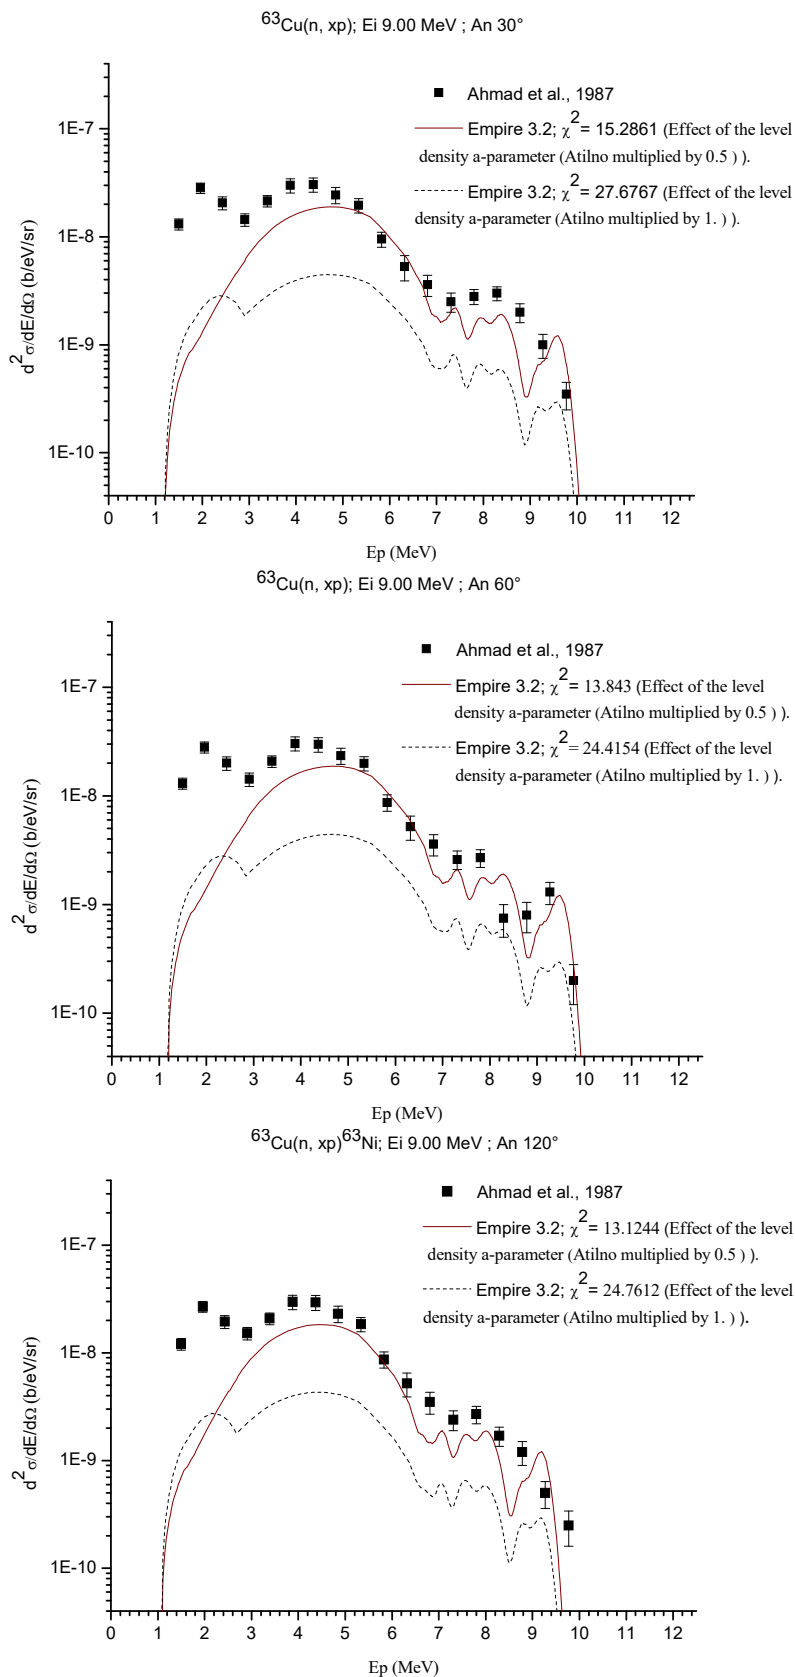 63Cu(n, xp); Ei 9.00 MeV ; An 30°
Ahmad et al., 1987
Empire 3.2; χ2= 15.2861 (Effect of the level
density a-parameter (Atilno multiplied by 0.5 ) ).
Empire 3.2; χ2= 27.6767 (Effect of the level
density a-parameter (Atilno multiplied by 1. ) ).
1E-7
1E-8
1E-9
1E-10
d2σ/dE/dΩ (b/eV/sr)
0 1 2 3 4 5 6 7 8 9 10 11 12
Ep (MeV)
63Cu(n, xp); Ei 9.00 MeV ; An 60°
Ahmad et al., 1987
Empire 3.2; χ2= 13.843 (Effect of the level
density a-parameter (Atilno multiplied by 0.5 ) ).
Empire 3.2; χ2= 24.4154 (Effect of the level
density a-parameter (Atilno multiplied by 1. ) ).
1E-7
1E-8
1E-9
1E-10
d2σ/dE/dΩ (b/eV/sr)
0 1 2 3 4 5 6 7 8 9 10 11 12
Ep (MeV)
63Cu(n, xp)63Ni; Ei 9.00 MeV ; An 120°
Ahmad et al., 1987
Empire 3.2; χ2= 13.1244 (Effect of the level
density a-parameter (Atilno multiplied by 0.5 ) ).
Empire 3.2; χ2= 24.7612 (Effect of the level
density a-parameter (Atilno multiplied by 1. ) ).
1E-7
1E-8
1E-9
1E-10
d2σ/dE/dΩ (b/eV/sr)
0 1 2 3 4 5 6 7 8 9 10 11 12
Ep (MeV)